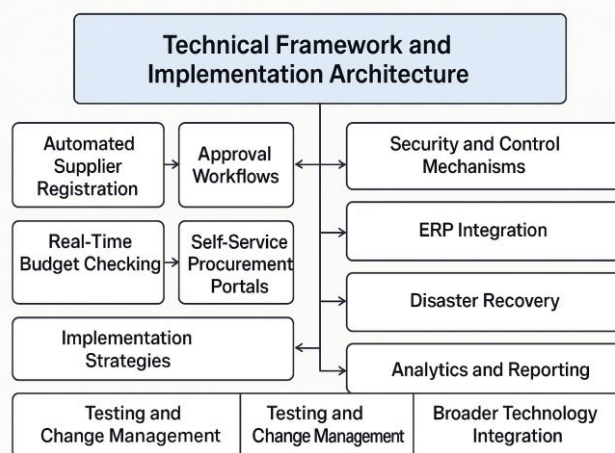 Technical Framework and
Implementation Architecture
Automated
Supplier
Registration
Approval
Workflows
Security and Control
Mechanisms
Real-Time
Budget Checking
Self-Service
Procurement
Portals
ERP Integration
Disaster Recovery
Implementation
Strategies
Analytics and Reporting
Testing and
Change Management
Testing and
Change Management
Broader Technology
Integration